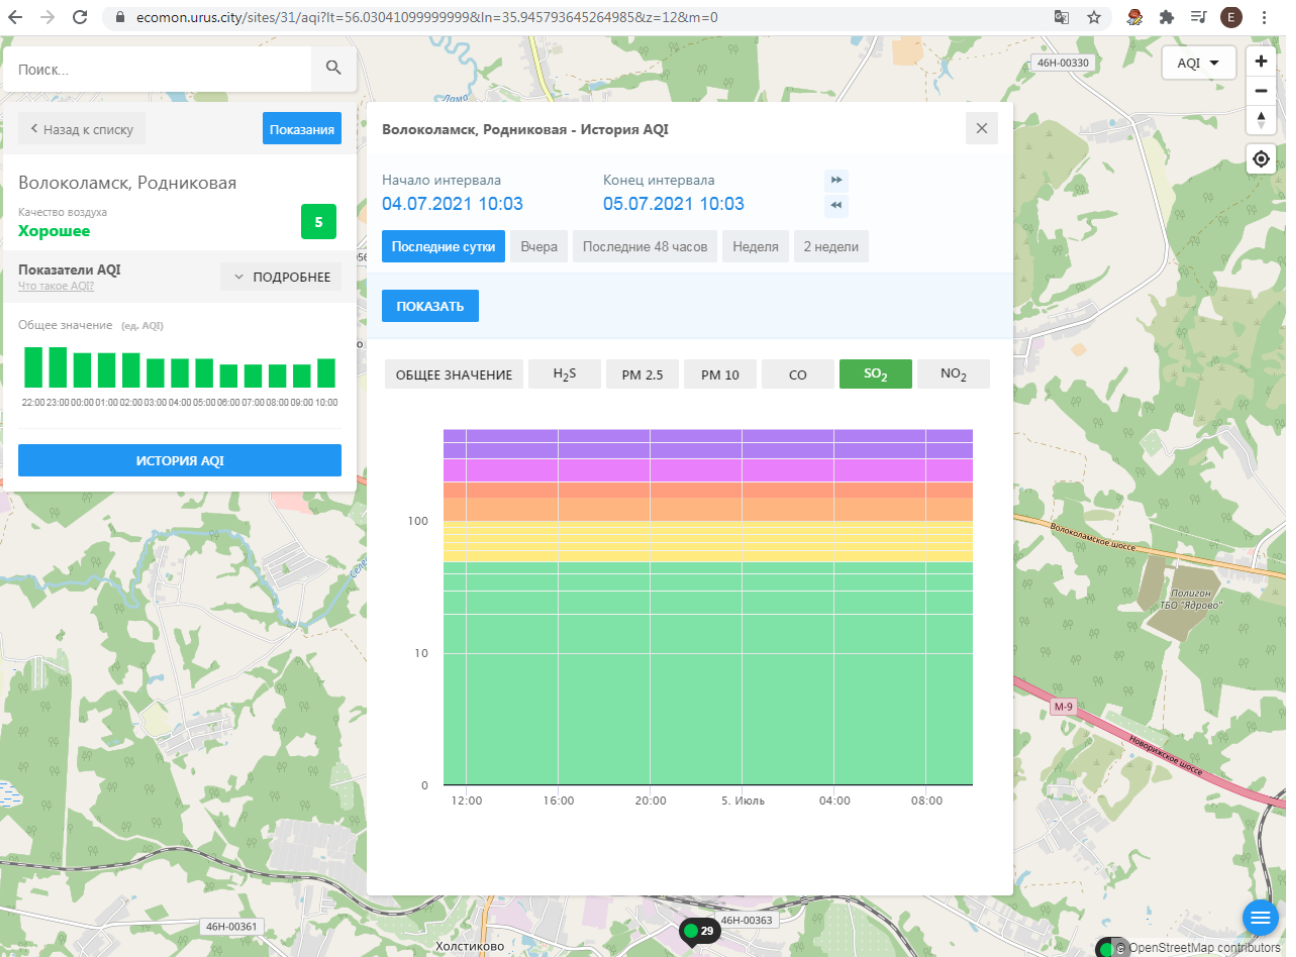 ecomon.urus.city/sites/31/aqi?lt=56.03041099999999&ln=35.945793645264985&z=12&m=0
E
Поиск...
46Н-00330
AQI
Назад к списку
Показания
Волоколамск, Родниковая
Качество воздуха
Хорошее
5
Показатели AQI
Что такое AQI?
ПОДРОБНЕЕ
Общее значение (ед. AQI)
22:00 23:00 00:00 01:00 02:00 03:00 04:00 05:00 06:00 07:00 08:00 09:00 10:00
ИСТОРИЯ AQI
Волоколамск, Родниковая - История AQI
Начало интервала
04.07.2021 10:03
Конец интервала
05.07.2021 10:03
Последние сутки
Вчера
Последние 48 часов
Неделя
2 недели
ПОКАЗАТЬ
ОБЩЕЕ ЗНАЧЕНИЕ
H₂S
PM 2.5
PM 10
CO
SO₂
NO₂
100
10
0
12:00 16:00 20:00 5. Июль 04:00 08:00
Лама
Волоколамское шоссе
Полигон
ТБО "Ядрово"
М-9
Новорижское шоссе
46Н-00361
Холстиково
29
46Н-00363
© OpenStreetMap contributors